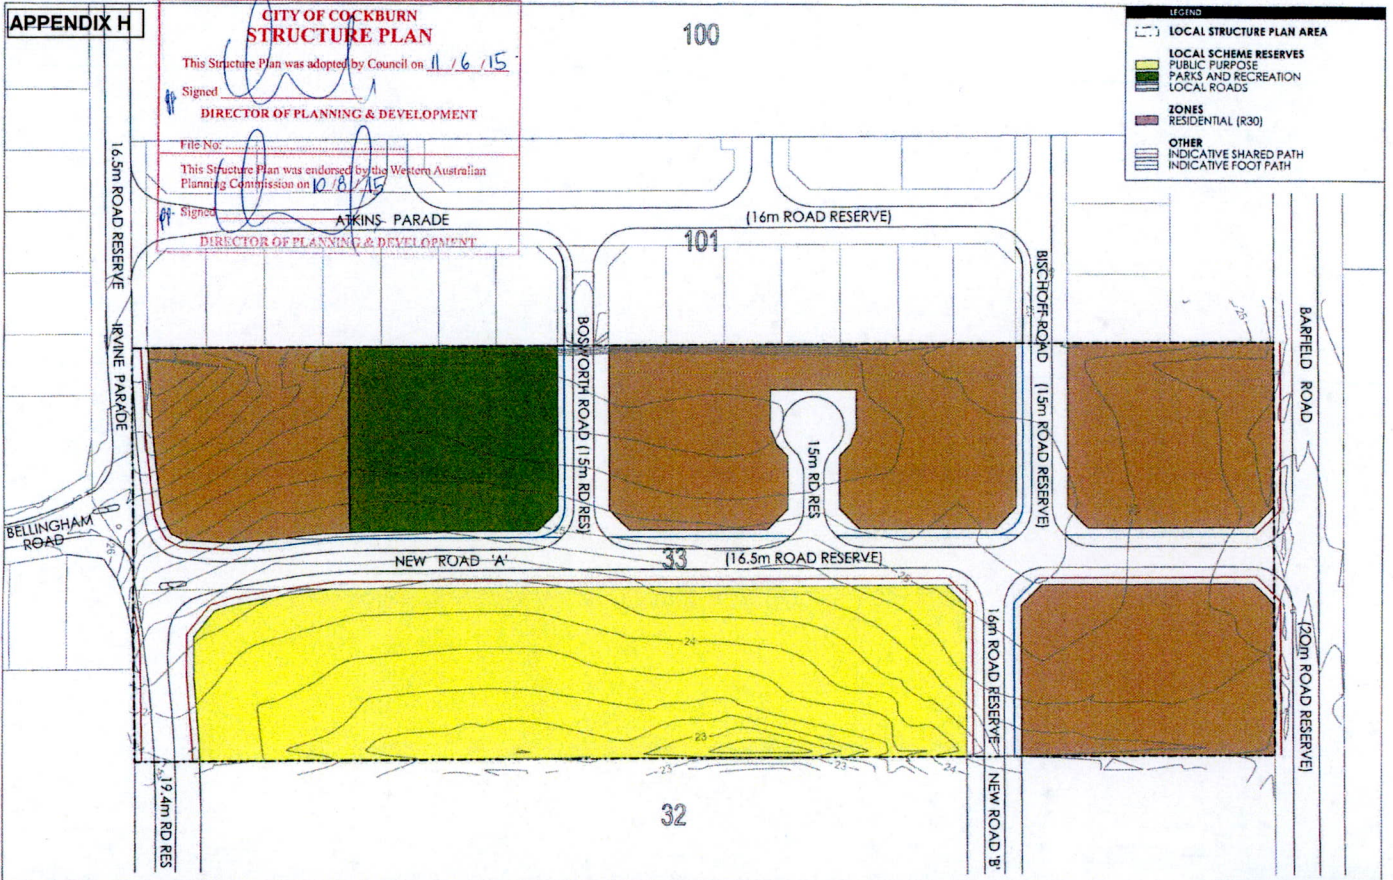 APPENDIX H
CITY OF COCKBURN
STRUCTURE PLAN
This Structure Plan was adopted by Council on 11/6/15
Signed
DIRECTOR OF PLANNING & DEVELOPMENT
File No:
This Structure Plan was endorsed by the Western Australian
Planning Commission on 10/8/15
pp. Signed
DIRECTOR OF PLANNING & DEVELOPMENT
LEGEND
LOCAL STRUCTURE PLAN AREA
LOCAL SCHEME RESERVES
PUBLIC PURPOSE
PARKS AND RECREATION
LOCAL ROADS
ZONES
RESIDENTIAL (R30)
OTHER
INDICATIVE SHARED PATH
INDICATIVE FOOT PATH
100
16.5m ROAD RESERVE
IRVINE PARADE
ATKINS PARADE
(16m ROAD RESERVE)
101
BOSWORTH ROAD (15m RD RES)
15m RD RES
BISCHOFF ROAD
(15m ROAD RESERVE)
BARFIELD ROAD
(20m ROAD RESERVE)
25
BELLINGHAM
ROAD
NEW ROAD 'A'
33
(16.5m ROAD RESERVE)
24
23
23
23
24
16m ROAD RESERVE
NEW ROAD 'B'
19.4m RD RES
32